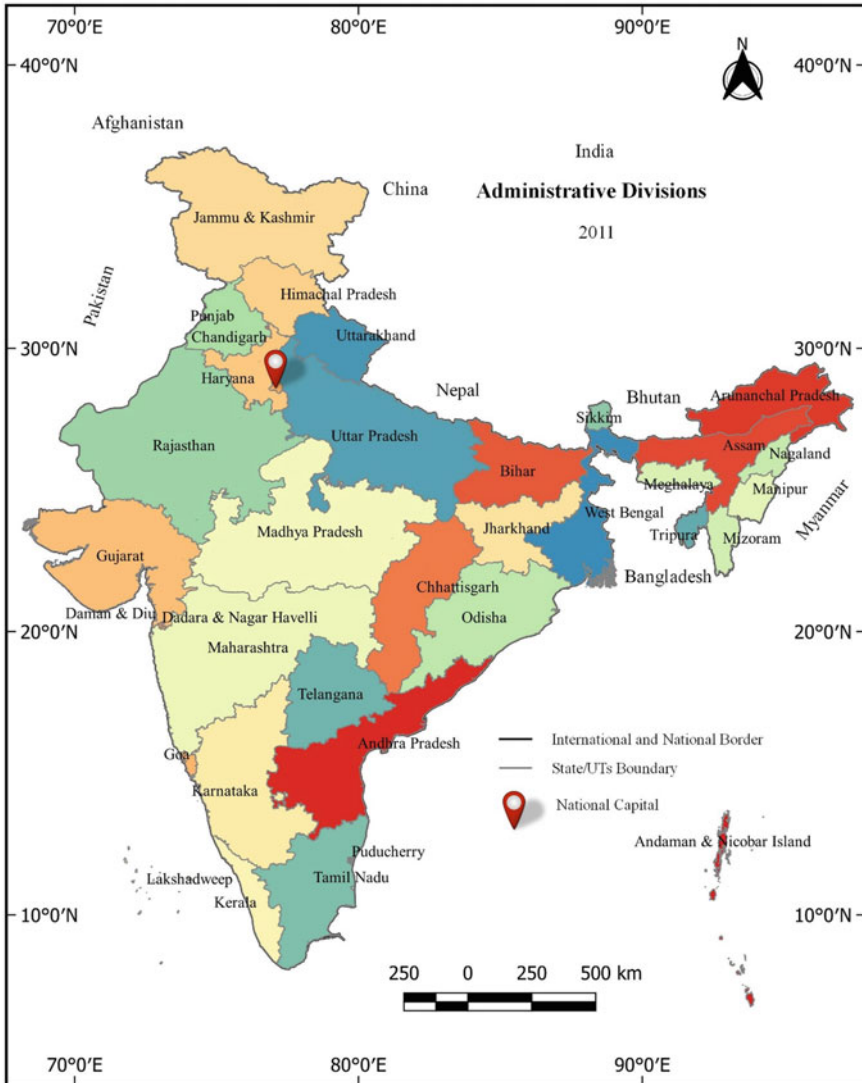 70°0'E 80°0'E 90°0'E
40°0'N 40°0'N
N
Afghanistan
India
China
Administrative Divisions
Jammu & Kashmir
2011
Pakistan
Himachal Pradesh
Punjab
Chandigarh
Uttarakhand
30°0'N 30°0'N
Haryana
Nepal
Bhutan
Arunanchal Pradesh
Sikkim
Rajasthan
Uttar Pradesh
Assam
Nagaland
Bihar
Meghalaya
Manipur
Myanmar
Madhya Pradesh
Jharkhand
West Bengal
Tripura
Mizoram
Gujarat
Chhattisgarh
Bangladesh
Daman & Diu
Dadara & Nagar Havelli
Odisha
20°0'N 20°0'N
Maharashtra
Telangana
Andhra Pradesh
International and National Border
Goa
State/UTs Boundary
Karnataka
National Capital
Andaman & Nicobar Island
Puducherry
Lakshadweep
Tamil Nadu
Kerala
10°0'N 10°0'N
250 0 250 500 km
70°0'E 80°0'E 90°0'E